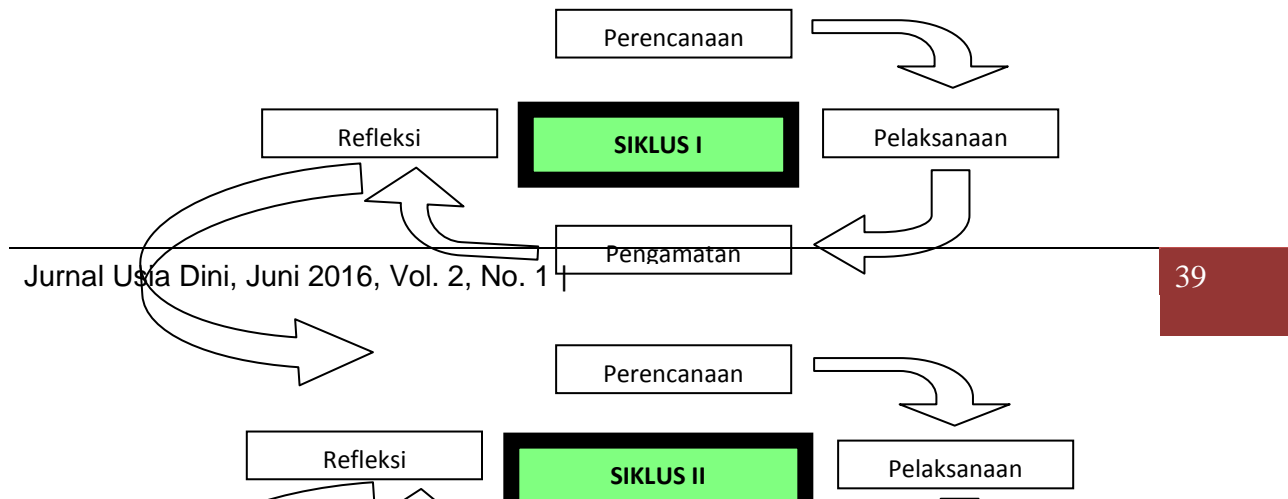 Perencanaan
Refleksi
SIKLUS I
Pelaksanaan
Pengamatan
Jurnal Usia Dini, Juni 2016, Vol. 2, No. 1 |
39
Perencanaan
Refleksi
SIKLUS II
Pelaksanaan